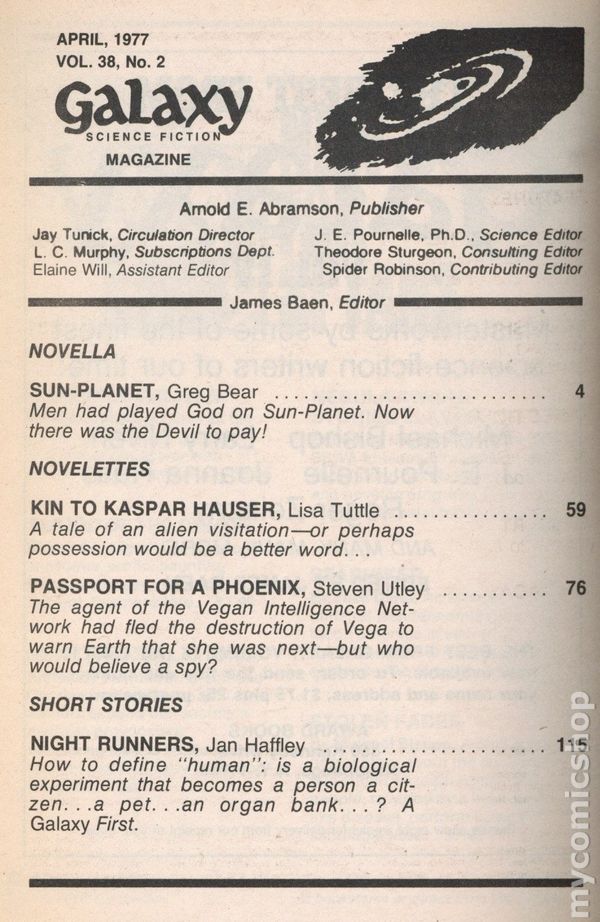 APRIL, 1977
VOL. 38, No. 2
Galaxy
SCIENCE FICTION
MAGAZINE
Arnold E. Abramson, Publisher
Jay Tunick, Circulation Director
L. C. Murphy, Subscriptions Dept.
Elaine Will, Assistant Editor
J. E. Pournelle, Ph.D., Science Editor
Theodore Sturgeon, Consulting Editor
Spider Robinson, Contributing Editor
James Baen, Editor
NOVELLA
SUN-PLANET, Greg Bear ........................... 4
Men had played God on Sun-Planet. Now
there was the Devil to pay!
NOVELETTES
KIN TO KASPAR HAUSER, Lisa Tuttle ................ 59
A tale of an alien visitation—or perhaps
possession would be a better word...
PASSPORT FOR A PHOENIX, Steven Utley ........... 76
The agent of the Vegan Intelligence Net-
work had fled the destruction of Vega to
warn Earth that she was next—but who
would believe a spy?
SHORT STORIES
NIGHT RUNNERS, Jan Haffley ....................... 115
How to define "human": is a biological
experiment that becomes a person a cit-
zen...a pet...an organ bank...? A
Galaxy First.
mycomicshop